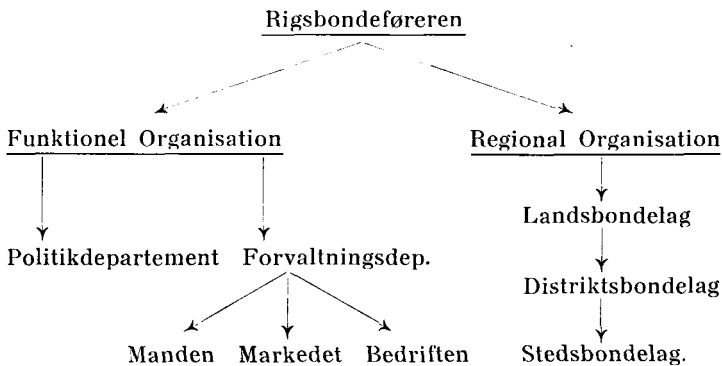 Rigsbondeføreren
Funktionel Organisation
Regional Organisation
Landsbondelag
Politikdepartement
Forvaltningsdep.
Distriktsbondelag
Manden
Markedet
Bedriften
Stedsbondelag.